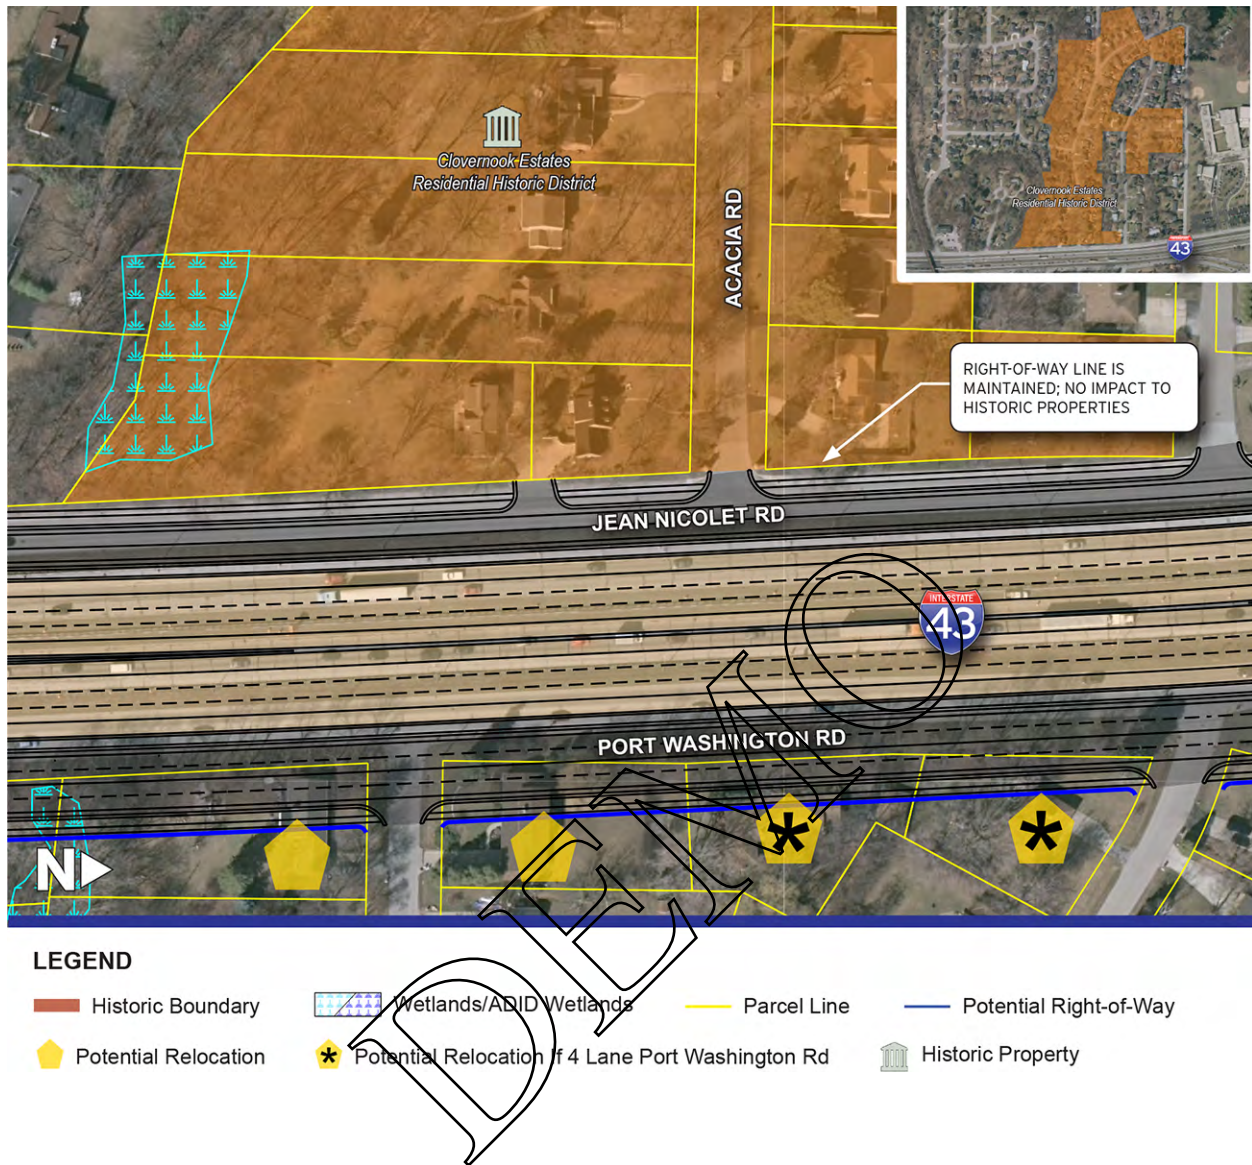 Clovernook Estates
Residential Historic District
ACACIA RD
Clovernook Estates
Residential Historic District
INTERSTATE
43
RIGHT-OF-WAY LINE IS
MAINTAINED; NO IMPACT TO
HISTORIC PROPERTIES
JEAN NICOLET RD
INTERSTATE
43
PORT WASHINGTON RD
N
DEMO
LEGEND
Historic Boundary
Wetlands/ADID Wetlands
Parcel Line
Potential Right-of-Way
Potential Relocation
Potential Relocation If 4 Lane Port Washington Rd
Historic Property